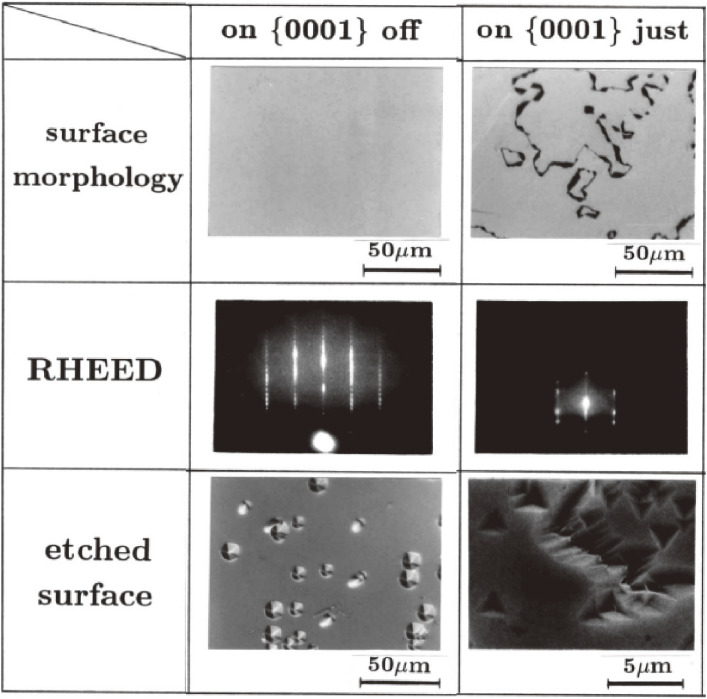 on {0001} off
on {0001} just
surface
morphology
50μm
50μm
RHEED
etched
surface
50μm
5μm